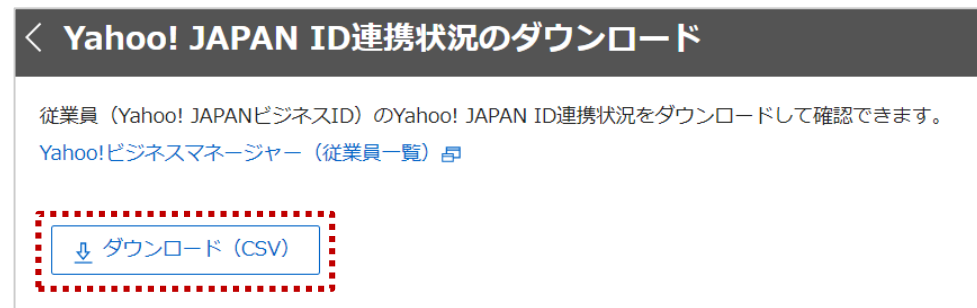 Yahoo! JAPAN ID連携状況のダウンロード
従業員（Yahoo! JAPANビジネスID）のYahoo! JAPAN ID連携状況をダウンロードして確認できます。
Yahoo!ビジネスマネージャー（従業員一覧）
ダウンロード（CSV）